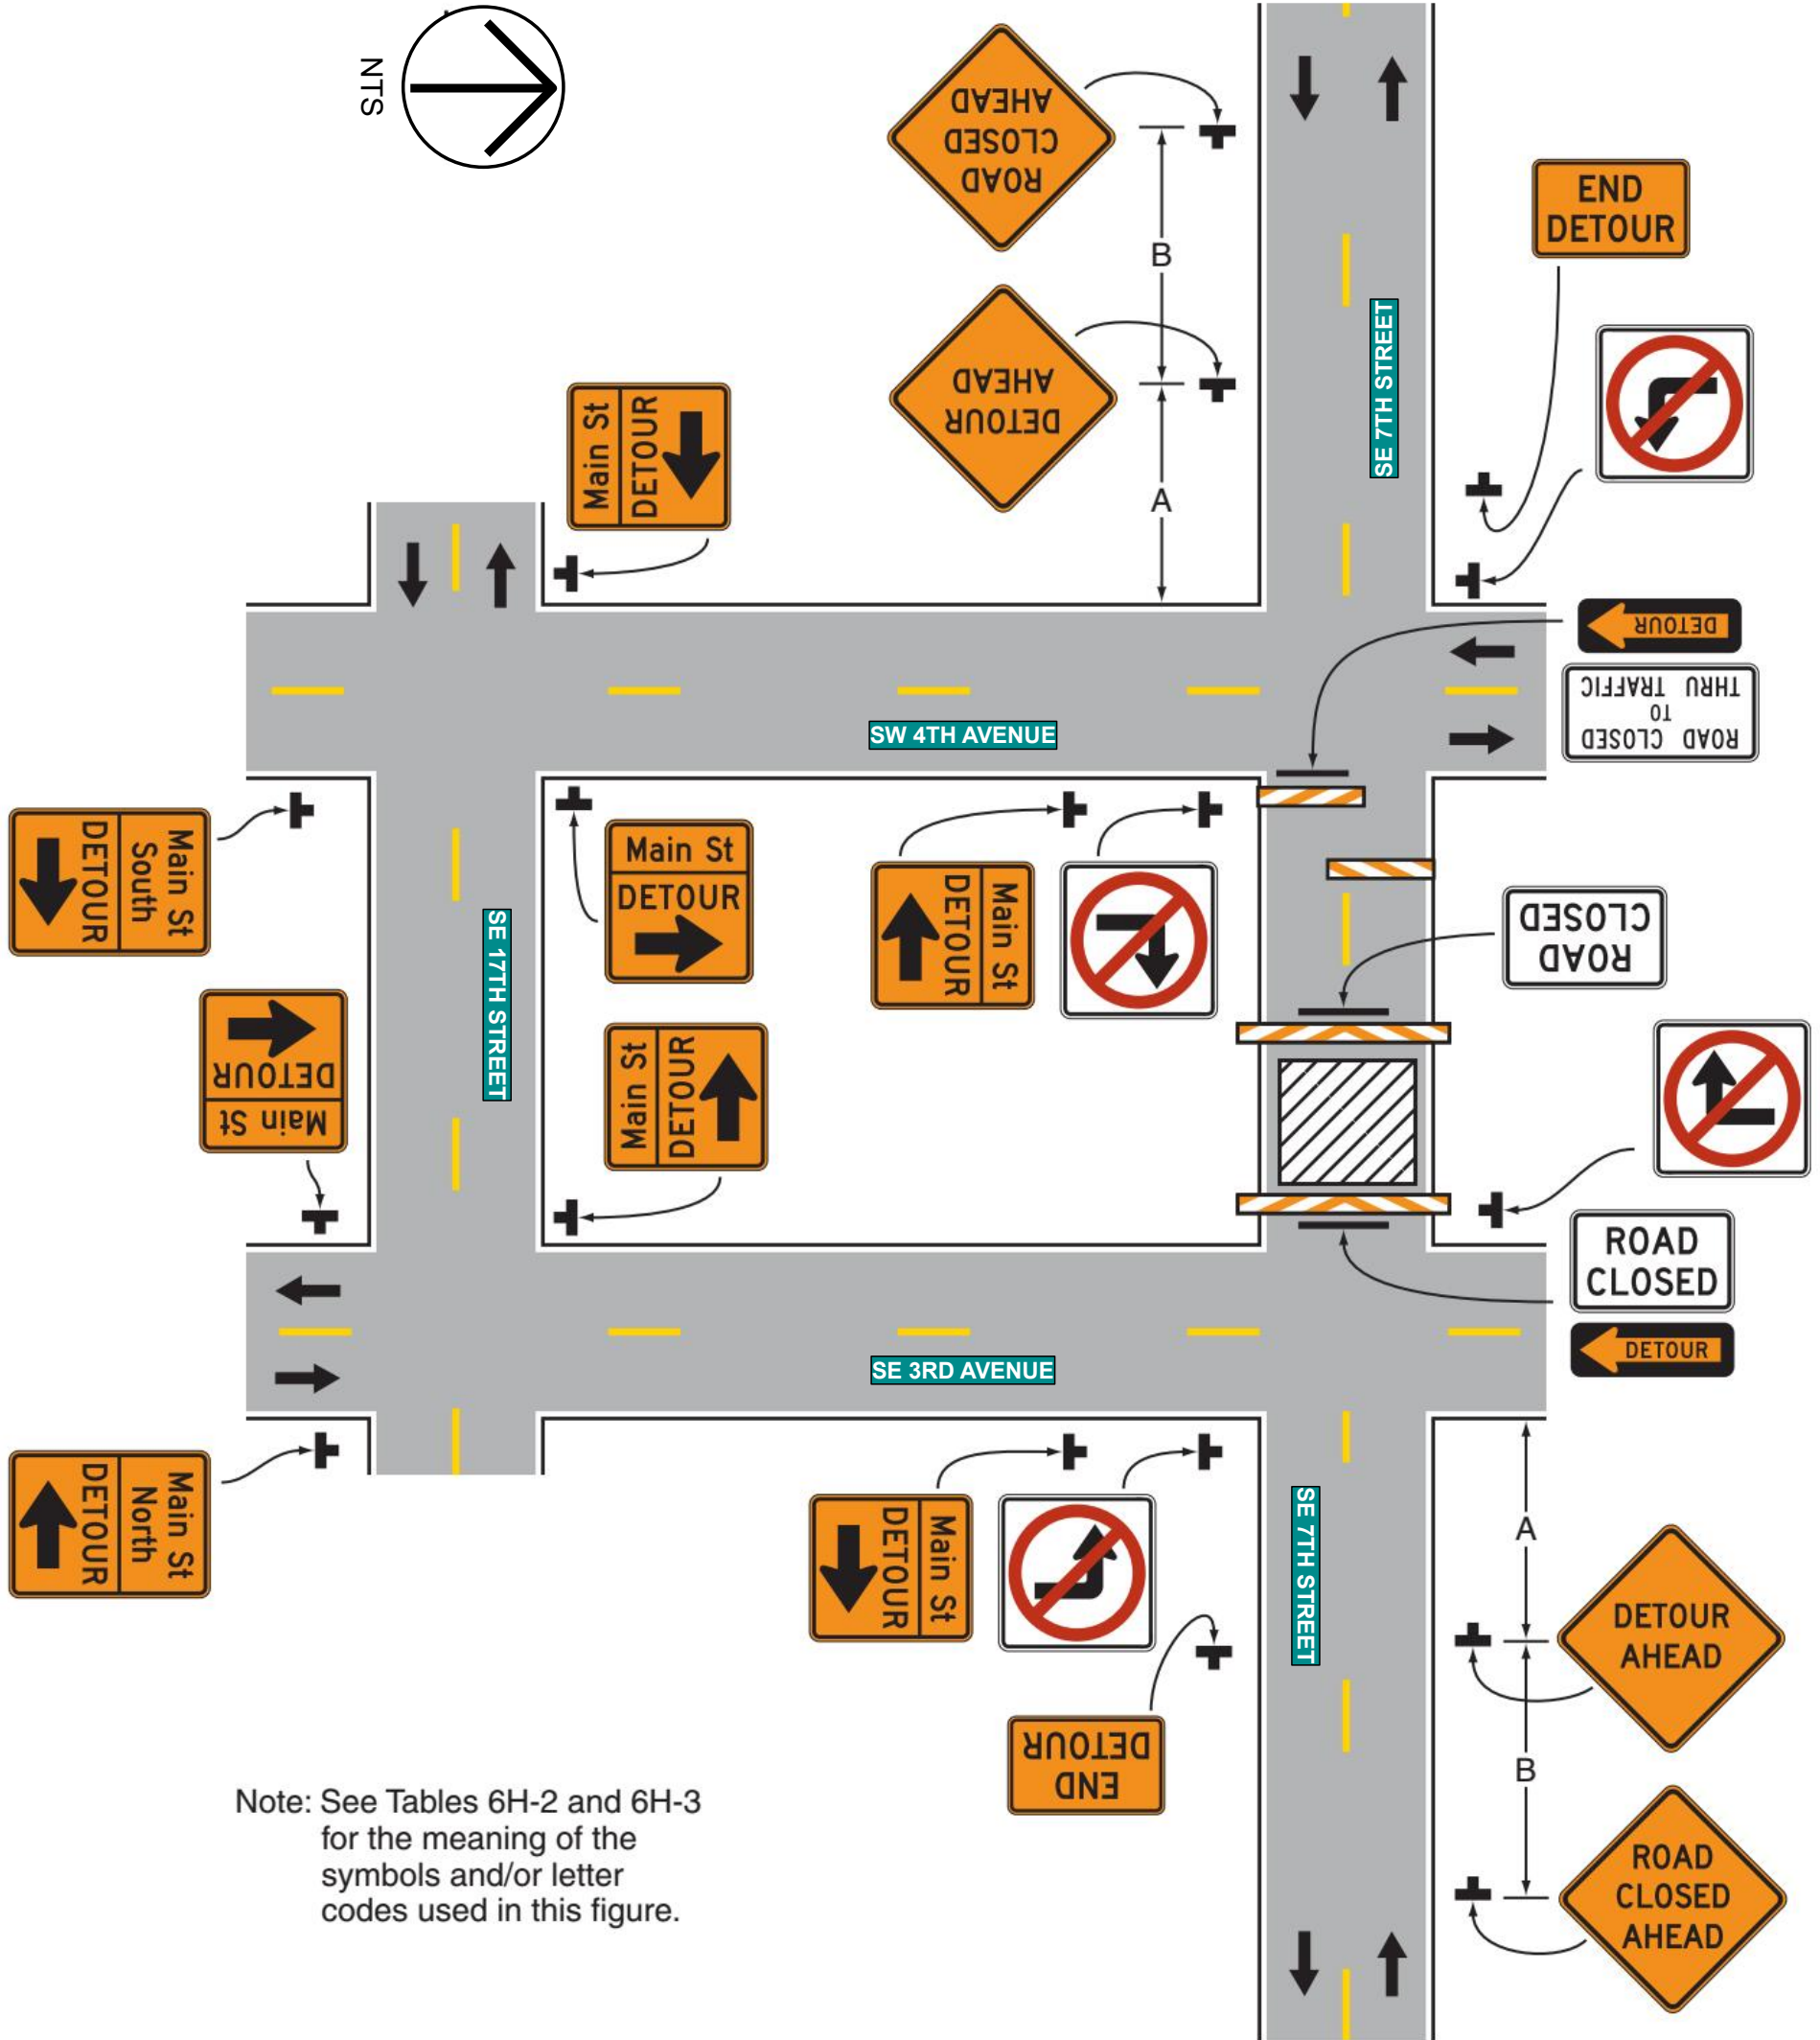 NTS
ROAD
CLOSED
AHEAD
B
DETOUR
AHEAD
A
END
DETOUR
SE 7TH STREET
Main St
DETOUR
DETOUR
ROAD CLOSED
TO
THRU TRAFFIC
SW 4TH AVENUE
Main St
South
DETOUR
Main St
DETOUR
Main St
DETOUR
SE 17TH STREET
ROAD
CLOSED
Main St
DETOUR
Main St
DETOUR
ROAD
CLOSED
DETOUR
SE 3RD AVENUE
Main St
North
DETOUR
Main St
DETOUR
SE 7TH STREET
A
DETOUR
AHEAD
END
DETOUR
B
ROAD
CLOSED
AHEAD
Note: See Tables 6H-2 and 6H-3
for the meaning of the
symbols and/or letter
codes used in this figure.